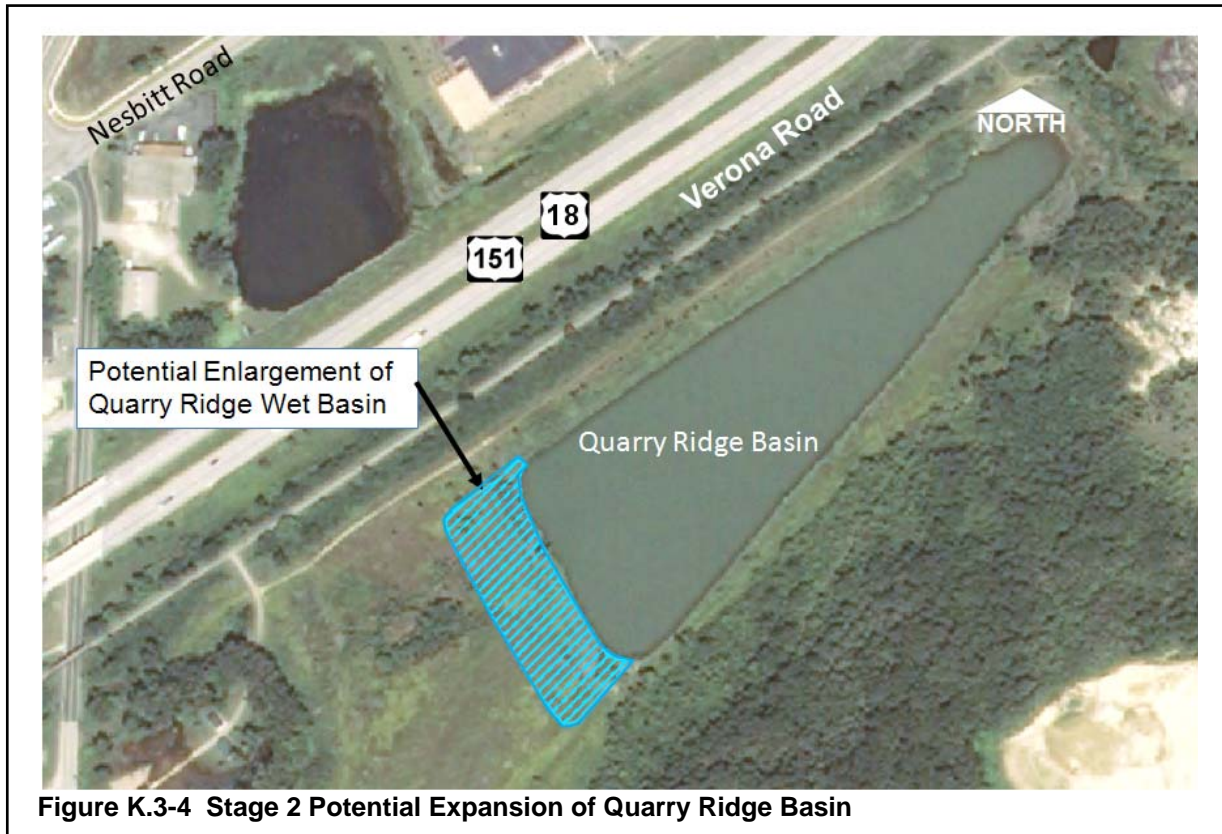 Nesbitt Road
NORTH
Verona Road
18
151
Potential Enlargement of
Quarry Ridge Wet Basin
Quarry Ridge Basin
Figure K.3-4 Stage 2 Potential Expansion of Quarry Ridge Basin